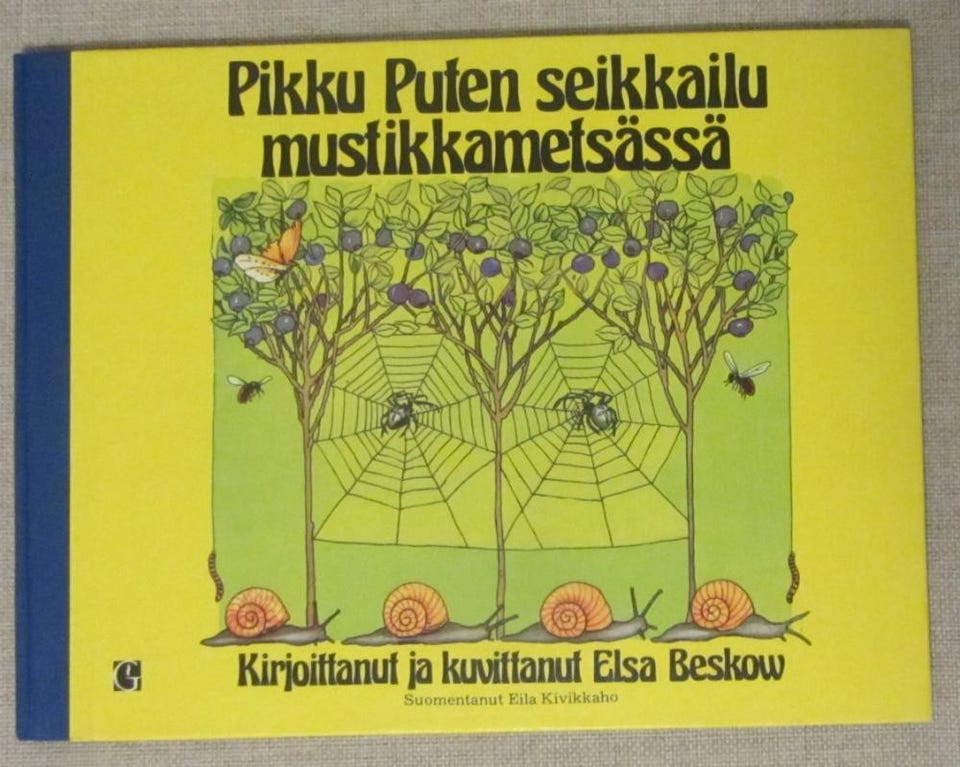 Pikku Puten seikkailu
mustikkametsässä
Kirjoittanut ja kuvittanut Elsa Beskow
Suomentanut Eila Kivikkaho
G